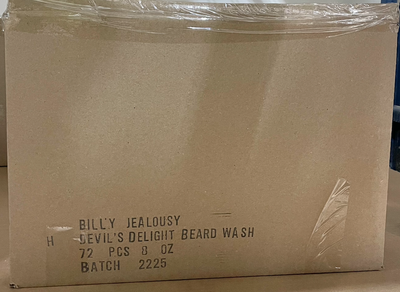 BILLY JEALOUSY
H DEVIL'S DELIGHT BEARD WASH
72 PCS 8 OZ
BATCH 2225